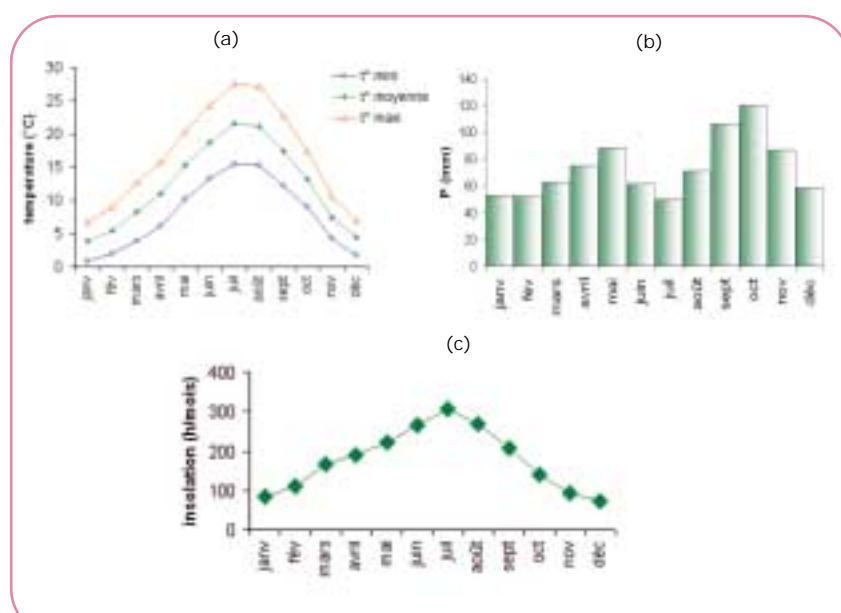 (a)
30
25
20
15
10
5
0
temperature (°C)
t° mini
t° moyenne
t° maxi
janv
fév
mars
avril
mai
juin
juil
août
sept
oct
nov
déc
(b)
140
120
100
80
60
40
20
0
P (mm)
janv
fév
mars
avril
mai
juin
juil
août
sept
oct
nov
déc
(c)
400
300
200
100
0
insolation (h/mois)
janv
fév
mars
avril
mai
juin
juil
août
sept
oct
nov
déc